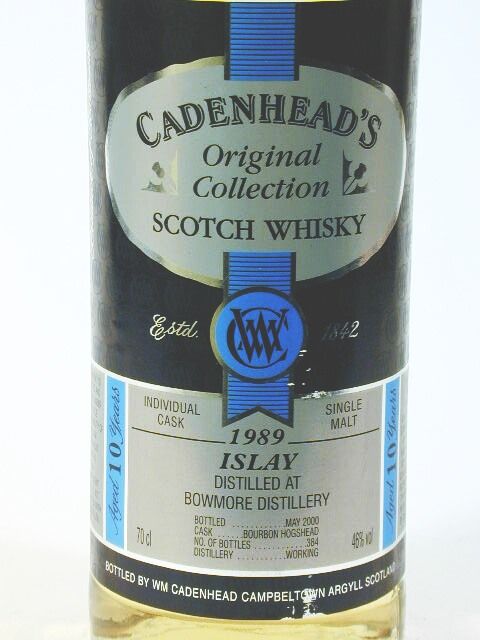 CADENHEAD'S
Original
Collection
SCOTCH WHISKY
Estd. 1842
WMC
INDIVIDUAL
CASK
SINGLE
MALT
1989
ISLAY
DISTILLED AT
BOWMORE DISTILLERY
Aged 10 Years
Aged 10 Years
70 cl
46% vol
BOTTLED ............MAY 2000
CASK ........BOURBON HOGSHEAD
NO. OF BOTTLES ............384
DISTILLERY ............WORKING
BOTTLED BY WM CADENHEAD CAMPBELTOWN ARGYLL SCOTLAND